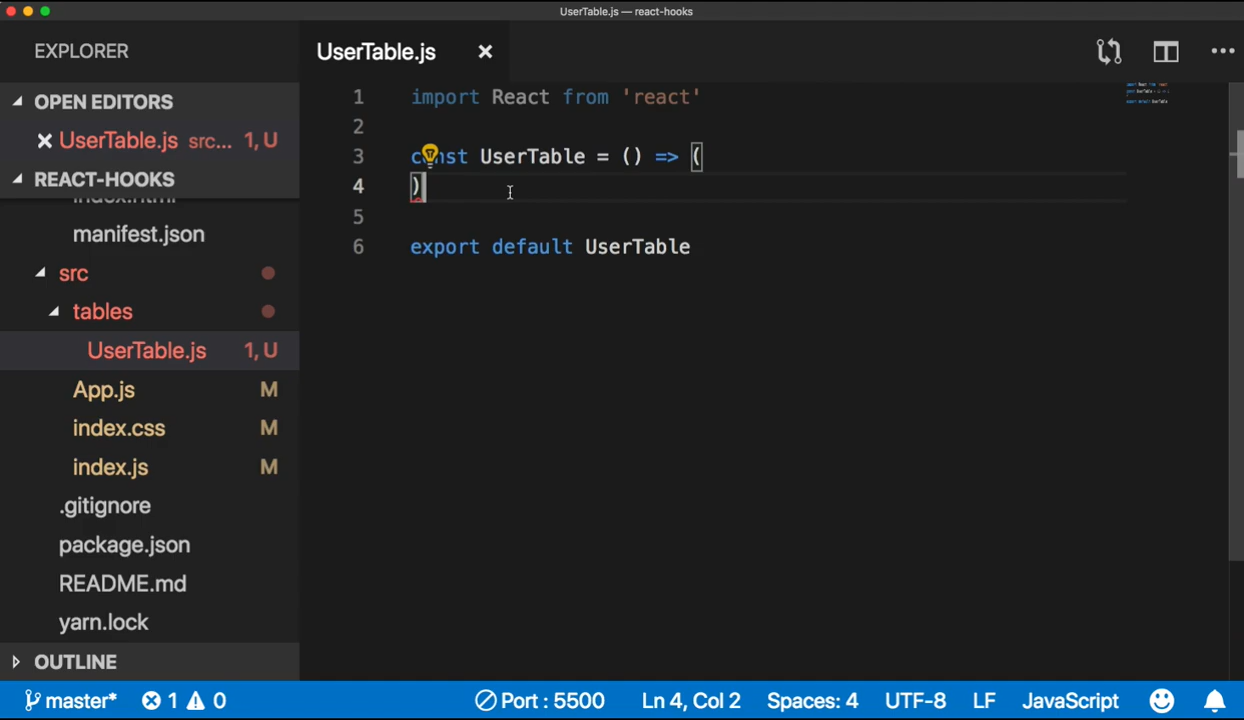 UserTable.js — react-hooks
EXPLORER
OPEN EDITORS
UserTable.js src... 1, U
REACT-HOOKS
index.html
manifest.json
src
tables
UserTable.js 1, U
App.js M
index.css M
index.js M
.gitignore
package.json
README.md
yarn.lock
OUTLINE
UserTable.js
1 import React from 'react'
2
3 const UserTable = () => (
4 )
5
6 export default UserTable
master* 1 0 Port : 5500 Ln 4, Col 2 Spaces: 4 UTF-8 LF JavaScript